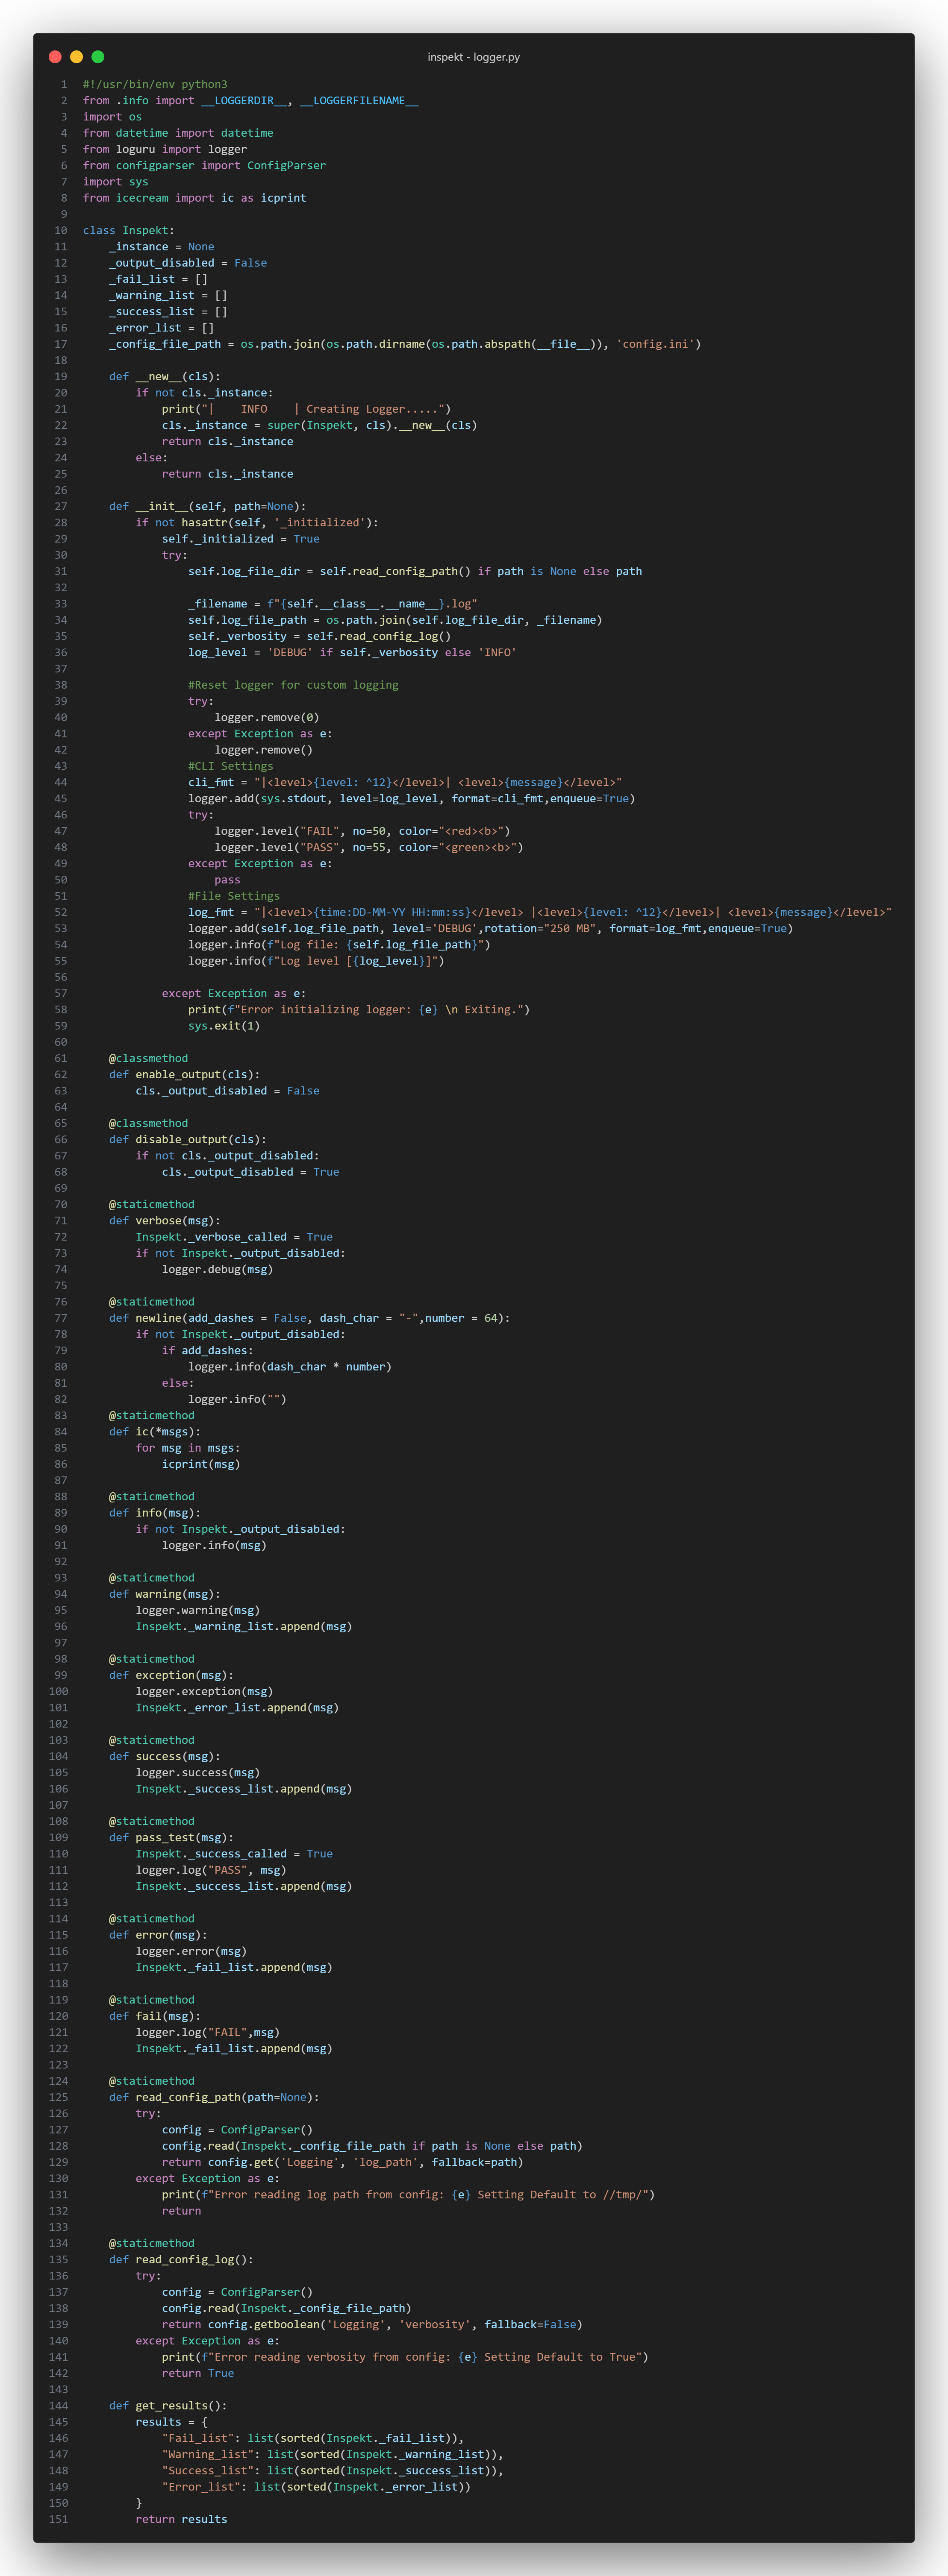 inspekt - logger.py
1 #!/usr/bin/env python3
2 from .info import __LOGGERDIR__, __LOGGERFILENAME__
3 import os
4 from datetime import datetime
5 from loguru import logger
6 from configparser import ConfigParser
7 import sys
8 from icecream import ic as icprint
9
10 class Inspekt:
11     _instance = None
12     _output_disabled = False
13     _fail_list = []
14     _warning_list = []
15     _success_list = []
16     _error_list = []
17     _config_file_path = os.path.join(os.path.dirname(os.path.abspath(__file__)), 'config.ini')
18
19     def __new__(cls):
20         if not cls._instance:
21             print("|    INFO    | Creating Logger.....")
22             cls._instance = super(Inspekt, cls).__new__(cls)
23             return cls._instance
24         else:
25             return cls._instance
26
27     def __init__(self, path=None):
28         if not hasattr(self, '_initialized'):
29             self._initialized = True
30             try:
31                 self.log_file_dir = self.read_config_path() if path is None else path
32
33                 _filename = f"{self.__class__.__name__}.log"
34                 self.log_file_path = os.path.join(self.log_file_dir, _filename)
35                 self._verbosity = self.read_config_log()
36                 log_level = 'DEBUG' if self._verbosity else 'INFO'
37
38                 #Reset logger for custom logging
39                 try:
40                     logger.remove(0)
41                 except Exception as e:
42                     logger.remove()
43                 #CLI Settings
44                 cli_fmt = "|<level>{level: ^12}</level>| <level>{message}</level>"
45                 logger.add(sys.stdout, level=log_level, format=cli_fmt,enqueue=True)
46                 try:
47                     logger.level("FAIL", no=50, color="<red><b>")
48                     logger.level("PASS", no=55, color="<green><b>")
49                 except Exception as e:
50                     pass
51                 #File Settings
52                 log_fmt = "|<level>{time:DD-MM-YY HH:mm:ss}</level> |<level>{level: ^12}</level>| <level>{message}</level>"
53                 logger.add(self.log_file_path, level='DEBUG',rotation="250 MB", format=log_fmt,enqueue=True)
54                 logger.info(f"Log file: {self.log_file_path}")
55                 logger.info(f"Log level [{log_level}]")
56
57             except Exception as e:
58                 print(f"Error initializing logger: {e} \n Exiting.")
59                 sys.exit(1)
60
61     @classmethod
62     def enable_output(cls):
63         cls._output_disabled = False
64
65     @classmethod
66     def disable_output(cls):
67         if not cls._output_disabled:
68             cls._output_disabled = True
69
70     @staticmethod
71     def verbose(msg):
72         Inspekt._verbose_called = True
73         if not Inspekt._output_disabled:
74             logger.debug(msg)
75
76     @staticmethod
77     def newline(add_dashes = False, dash_char = "-",number = 64):
78         if not Inspekt._output_disabled:
79             if add_dashes:
80                 logger.info(dash_char * number)
81             else:
82                 logger.info("")
83     @staticmethod
84     def ic(*msgs):
85         for msg in msgs:
86             icprint(msg)
87
88     @staticmethod
89     def info(msg):
90         if not Inspekt._output_disabled:
91             logger.info(msg)
92
93     @staticmethod
94     def warning(msg):
95         logger.warning(msg)
96         Inspekt._warning_list.append(msg)
97
98     @staticmethod
99     def exception(msg):
100         logger.exception(msg)
101         Inspekt._error_list.append(msg)
102
103     @staticmethod
104     def success(msg):
105         logger.success(msg)
106         Inspekt._success_list.append(msg)
107
108     @staticmethod
109     def pass_test(msg):
110         Inspekt._success_called = True
111         logger.log("PASS", msg)
112         Inspekt._success_list.append(msg)
113
114     @staticmethod
115     def error(msg):
116         logger.error(msg)
117         Inspekt._fail_list.append(msg)
118
119     @staticmethod
120     def fail(msg):
121         logger.log("FAIL",msg)
122         Inspekt._fail_list.append(msg)
123
124     @staticmethod
125     def read_config_path(path=None):
126         try:
127             config = ConfigParser()
128             config.read(Inspekt._config_file_path if path is None else path)
129             return config.get('Logging', 'log_path', fallback=path)
130         except Exception as e:
131             print(f"Error reading log path from config: {e} Setting Default to //tmp/")
132             return
133
134     @staticmethod
135     def read_config_log():
136         try:
137             config = ConfigParser()
138             config.read(Inspekt._config_file_path)
139             return config.getboolean('Logging', 'verbosity', fallback=False)
140         except Exception as e:
141             print(f"Error reading verbosity from config: {e} Setting Default to True")
142             return True
143
144     def get_results():
145         results = {
146             "Fail_list": list(sorted(Inspekt._fail_list)),
147             "Warning_list": list(sorted(Inspekt._warning_list)),
148             "Success_list": list(sorted(Inspekt._success_list)),
149             "Error_list": list(sorted(Inspekt._error_list))
150         }
151         return results